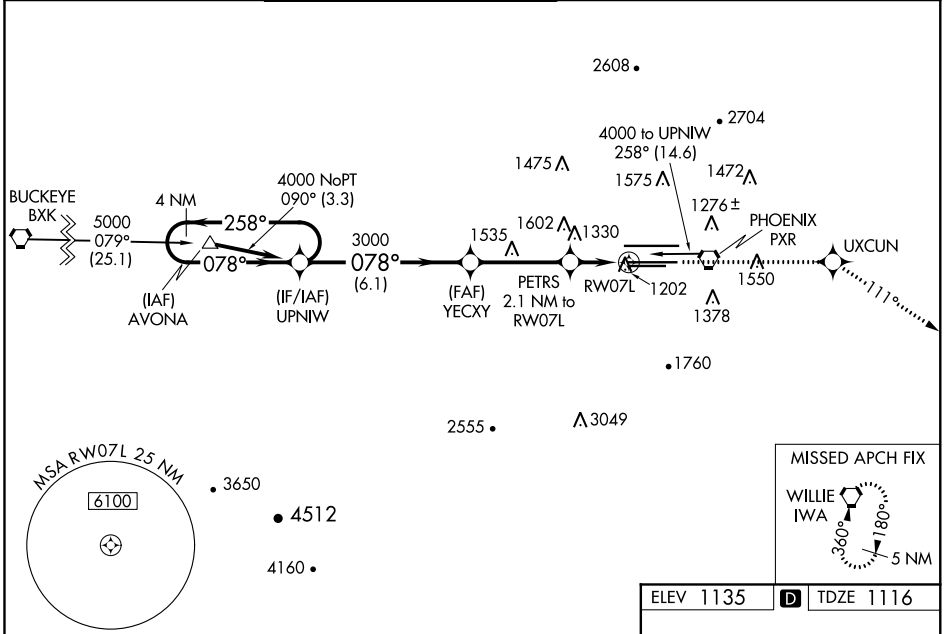 2608
2704
4000 to UPNIW
258° (14.6)
1475
1575
1472
BUCKEYE
BXK
5000
079°
(25.1)
4 NM
4000 NoPT
090° (3.3)
258°
078°
1602
1330
1535
1276±
PHOENIX
PXR
3000
078°
(6.1)
UXCUN
(IAF)
AVONA
(IF/IAF)
UPNIW
(FAF)
YECXY
PETRS
2.1 NM to
RW07L
RW07L
1202
1550
1378
111°
1760
2555
3049
MSA RW07L 25 NM
6100
3650
4512
4160
MISSED APCH FIX
WILLIE
IWA
360°
180°
5 NM
ELEV 1135 D TDZE 1116